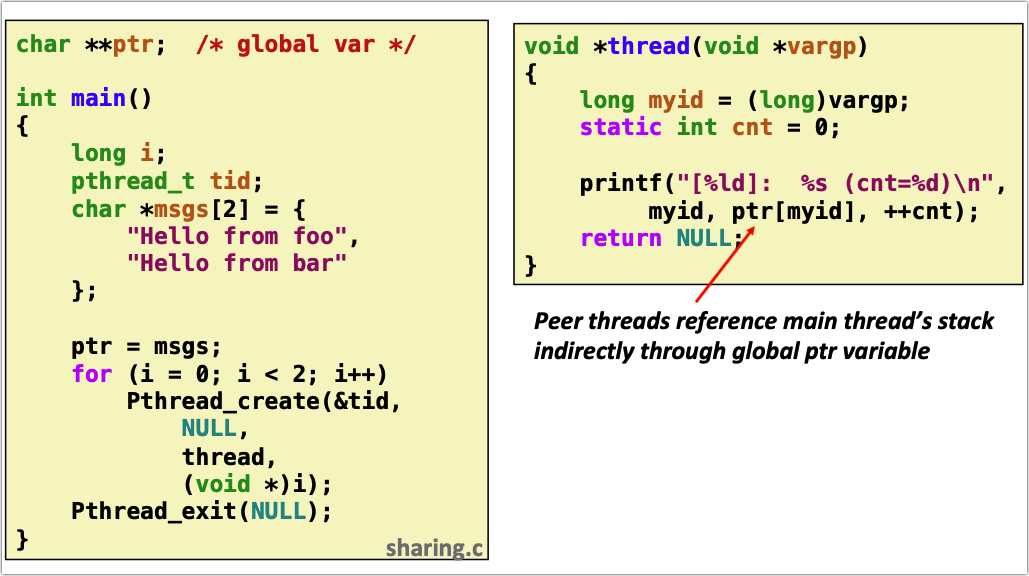 char **ptr;  /* global var */

int main()
{
    long i;
    pthread_t tid;
    char *msgs[2] = {
        "Hello from foo",
        "Hello from bar"
    };

    ptr = msgs;
    for (i = 0; i < 2; i++)
        Pthread_create(&tid,
            NULL,
            thread,
            (void *)i);
    Pthread_exit(NULL);
}
sharing.c
void *thread(void *vargp)
{
    long myid = (long)vargp;
    static int cnt = 0;

    printf("[%ld]:  %s (cnt=%d)\n",
         myid, ptr[myid], ++cnt);
    return NULL;
}
Peer threads reference main thread’s stack
indirectly through global ptr variable